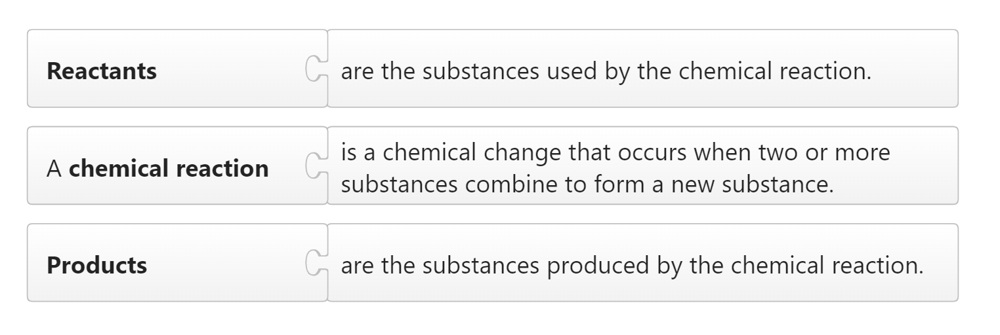 Reactants
are the substances used by the chemical reaction.
A chemical reaction
is a chemical change that occurs when two or more
substances combine to form a new substance.
Products
are the substances produced by the chemical reaction.